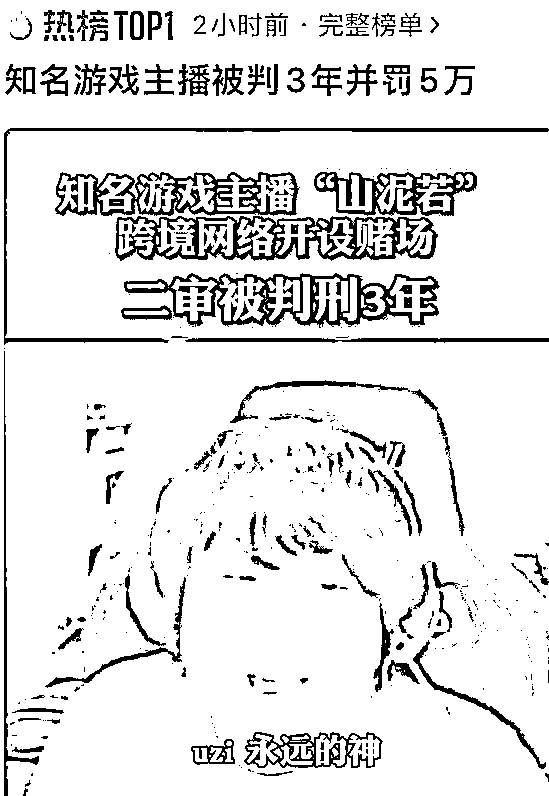 热榜TOP1 2小时前 · 完整榜单 >
知名游戏主播被判3年并罚5万
知名游戏主播“山泥若”
跨境网络开设赌场
二审被判刑3年
uzi 永远的神